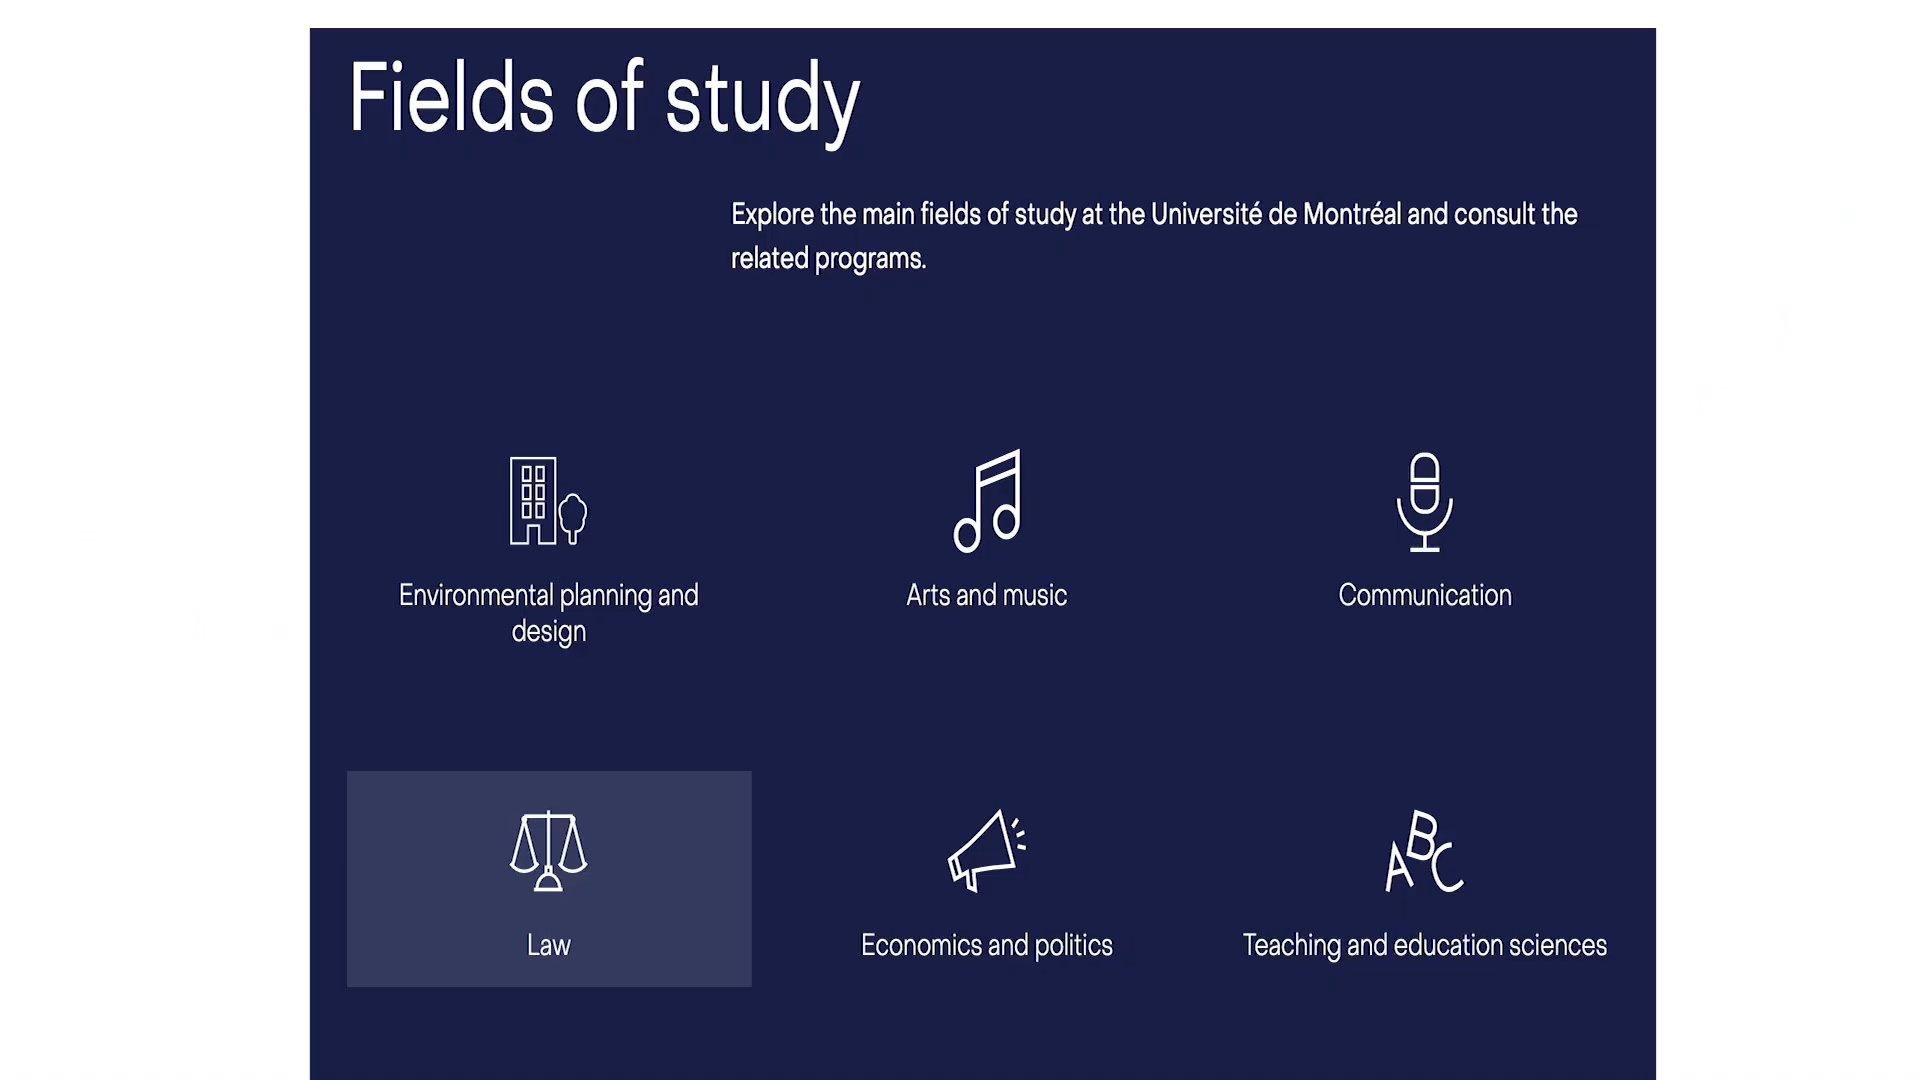 Fields of study
Explore the main fields of study at the Université de Montréal and consult the
related programs.
Environmental planning and
design
Arts and music
Communication
Law
Economics and politics
ABC
Teaching and education sciences